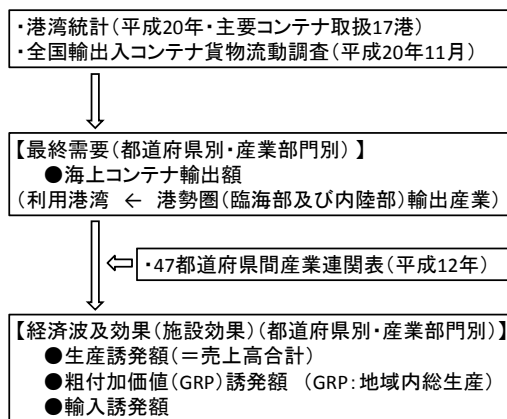 ・港湾統計(平成20年・主要コンテナ取扱17港)
・全国輸出入コンテナ貨物流動調査(平成20年11月)
【最終需要(都道府県別・産業部門別) 】
●海上コンテナ輸出額
(利用港湾 ← 港勢圏(臨海部及び内陸部)輸出産業)
・47都道府県間産業連関表(平成12年)
【経済波及効果(施設効果)(都道府県別・産業部門別)】
●生産誘発額(=売上高合計)
●粗付加価値(GRP)誘発額 (GRP:地域内総生産)
●輸入誘発額